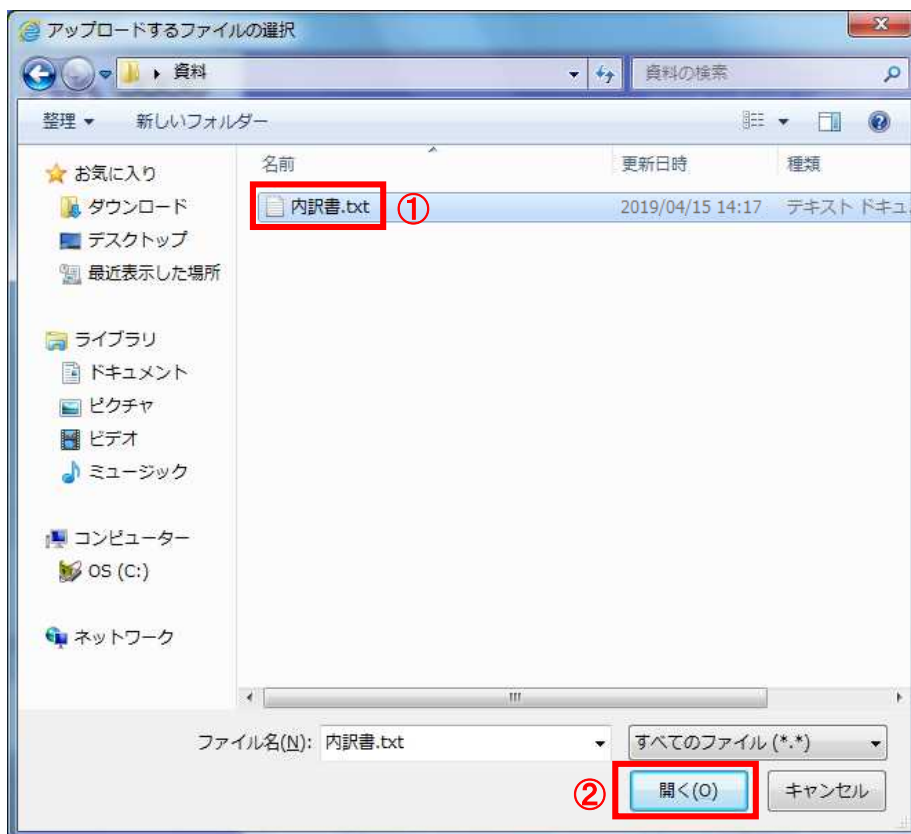 アップロードするファイルの選択
資料
資料の検索
整理
新しいフォルダー
名前
更新日時
種類
お気に入り
ダウンロード
デスクトップ
最近表示した場所
ライブラリ
ドキュメント
ピクチャ
ビデオ
ミュージック
コンピューター
OS (C:)
ネットワーク
内訳書.txt ① 2019/04/15 14:17 テキスト ドキュ
ファイル名(N): 内訳書.txt すべてのファイル (*.*)
② 開く(O) キャンセル